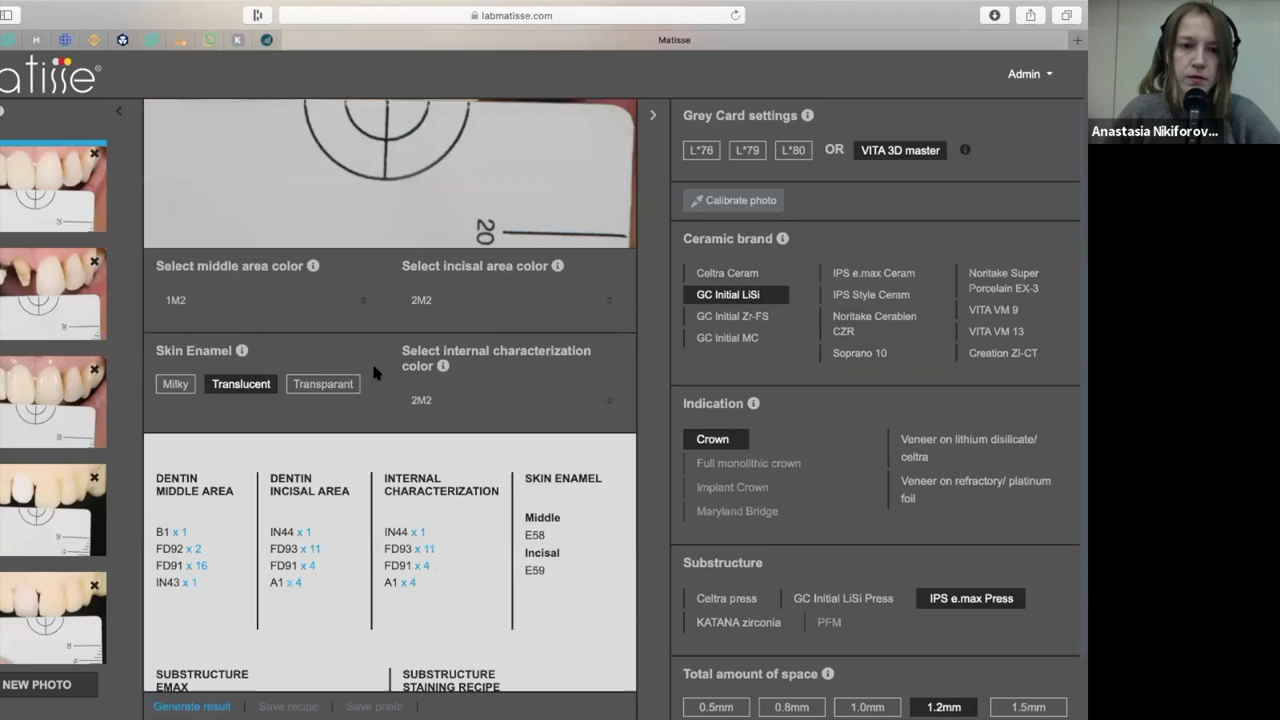 labmatisse.com
H
K
Matisse
atisse®
Admin
20
Select middle area color
Select incisal area color
1M2
2M2
Skin Enamel
Select internal characterization
color
Milky
Translucent
Transparant
2M2
DENTIN
MIDDLE AREA
DENTIN
INCISAL AREA
INTERNAL
CHARACTERIZATION
SKIN ENAMEL
B1 x 1
FD92 x 2
FD91 x 16
IN43 x 1
IN44 x 1
FD93 x 11
FD91 x 4
A1 x 4
IN44 x 1
FD93 x 11
FD91 x 4
A1 x 4
Middle
E58
Incisal
E59
SUBSTRUCTURE
EMAX
SUBSTRUCTURE
STAINING RECIPE
NEW PHOTO
Generate result
Save recipe
Save photo
Grey Card settings
L*76
L*79
L*80
OR
VITA 3D master
Calibrate photo
Ceramic brand
Celtra Ceram
GC Initial LiSi
GC Initial Zr-FS
GC Initial MC
IPS e.max Ceram
IPS Style Ceram
Noritake Cerabien
CZR
Soprano 10
Noritake Super
Porcelain EX-3
VITA VM 9
VITA VM 13
Creation ZI-CT
Indication
Crown
Full monolithic crown
Implant Crown
Maryland Bridge
Veneer on lithium disilicate/
celtra
Veneer on refractory/ platinum
foil
Substructure
Celtra press
GC Initial LiSi Press
IPS e.max Press
KATANA zirconia
PFM
Total amount of space
0.5mm
0.8mm
1.0mm
1.2mm
1.5mm
Anastasia Nikiforov...